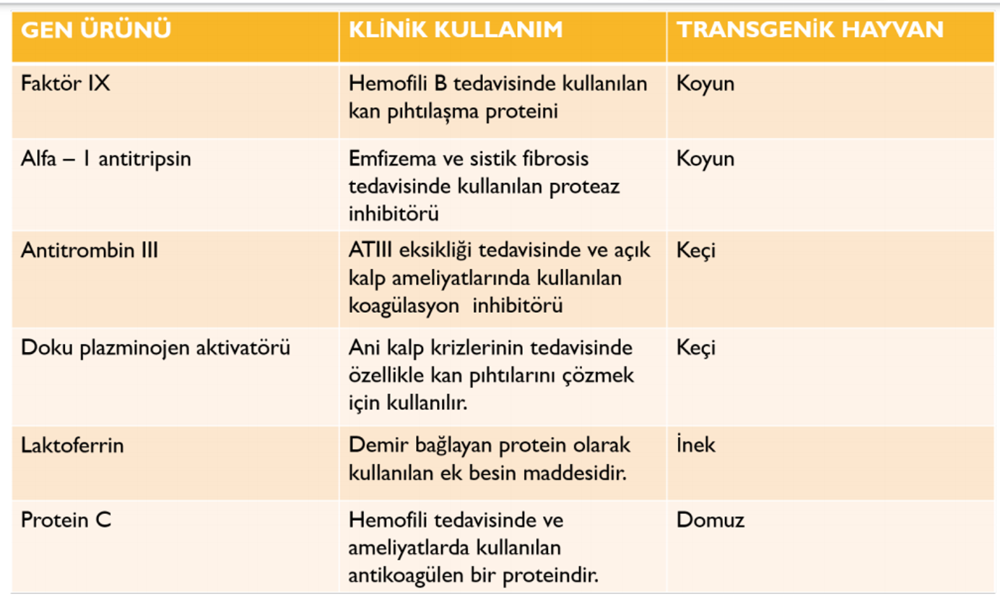 GEN ÜRÜNÜ
KLİNİK KULLANIM
TRANSGENİK HAYVAN
Faktör IX
Hemofili B tedavisinde kullanılan
kan pıhtılaşma proteini
Koyun
Alfa – 1 antitripsin
Emfizema ve sistik fibrosis
tedavisinde kullanılan proteaz
inhibitörü
Koyun
Antitrombin III
ATIII eksikliği tedavisinde ve açık
kalp ameliyatlarında kullanılan
koagülasyon inhibitörü
Keçi
Doku plazminojen aktivatörü
Ani kalp krizlerinin tedavisinde
özellikle kan pıhtılarını çözmek
için kullanılır.
Keçi
Laktoferrin
Demir bağlayan protein olarak
kullanılan ek besin maddesidir.
İnek
Protein C
Hemofili tedavisinde ve
ameliyatlarda kullanılan
antikoagülen bir proteindir.
Domuz